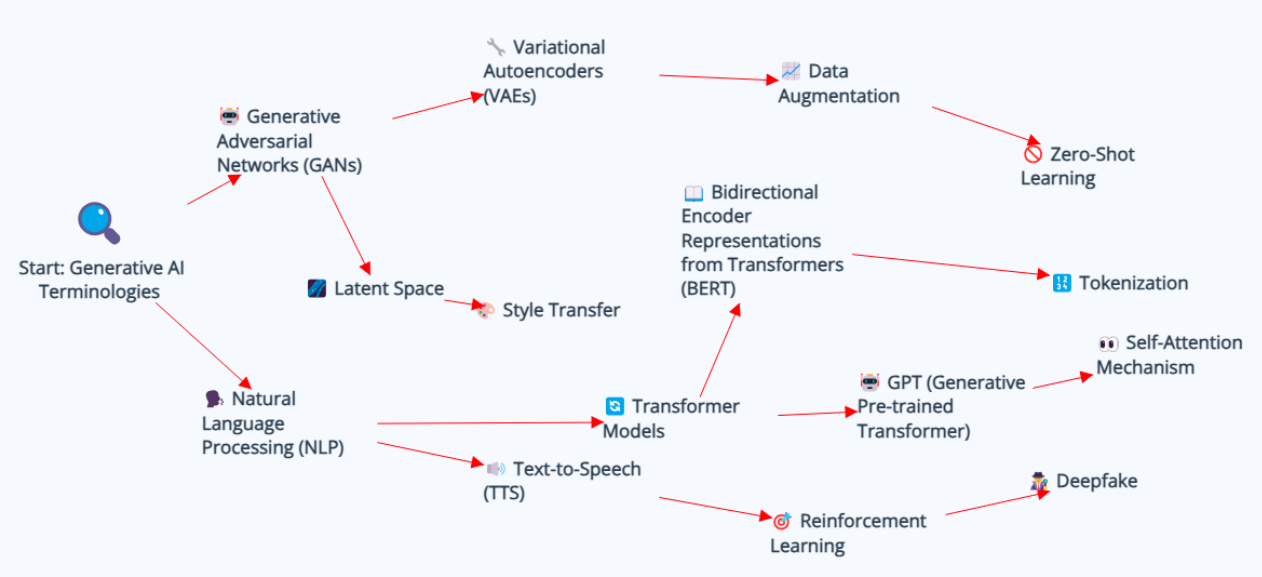 Variational
Autoencoders
(VAEs)
Data
Augmentation
Generative
Adversarial
Networks (GANs)
Zero-Shot
Learning
Bidirectional
Encoder
Representations
from Transformers
(BERT)
Start: Generative AI
Terminologies
Latent Space
Style Transfer
Tokenization
Self-Attention
Mechanism
Natural
Language
Processing (NLP)
Transformer
Models
GPT (Generative
Pre-trained
Transformer)
Text-to-Speech
(TTS)
Deepfake
Reinforcement
Learning